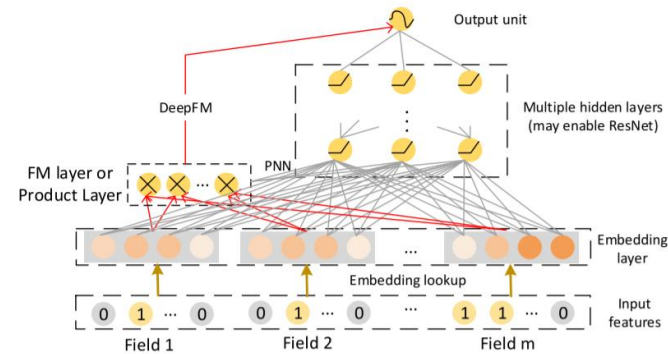 Output unit
DeepFM
Multiple hidden layers
(may enable ResNet)
PNN
FM layer or
Product Layer
...
...
Embedding
layer
Embedding lookup
0 1 ... 0 0 1 ... 0 ... 1 1 ... 0
Input
features
Field 1 Field 2 Field m